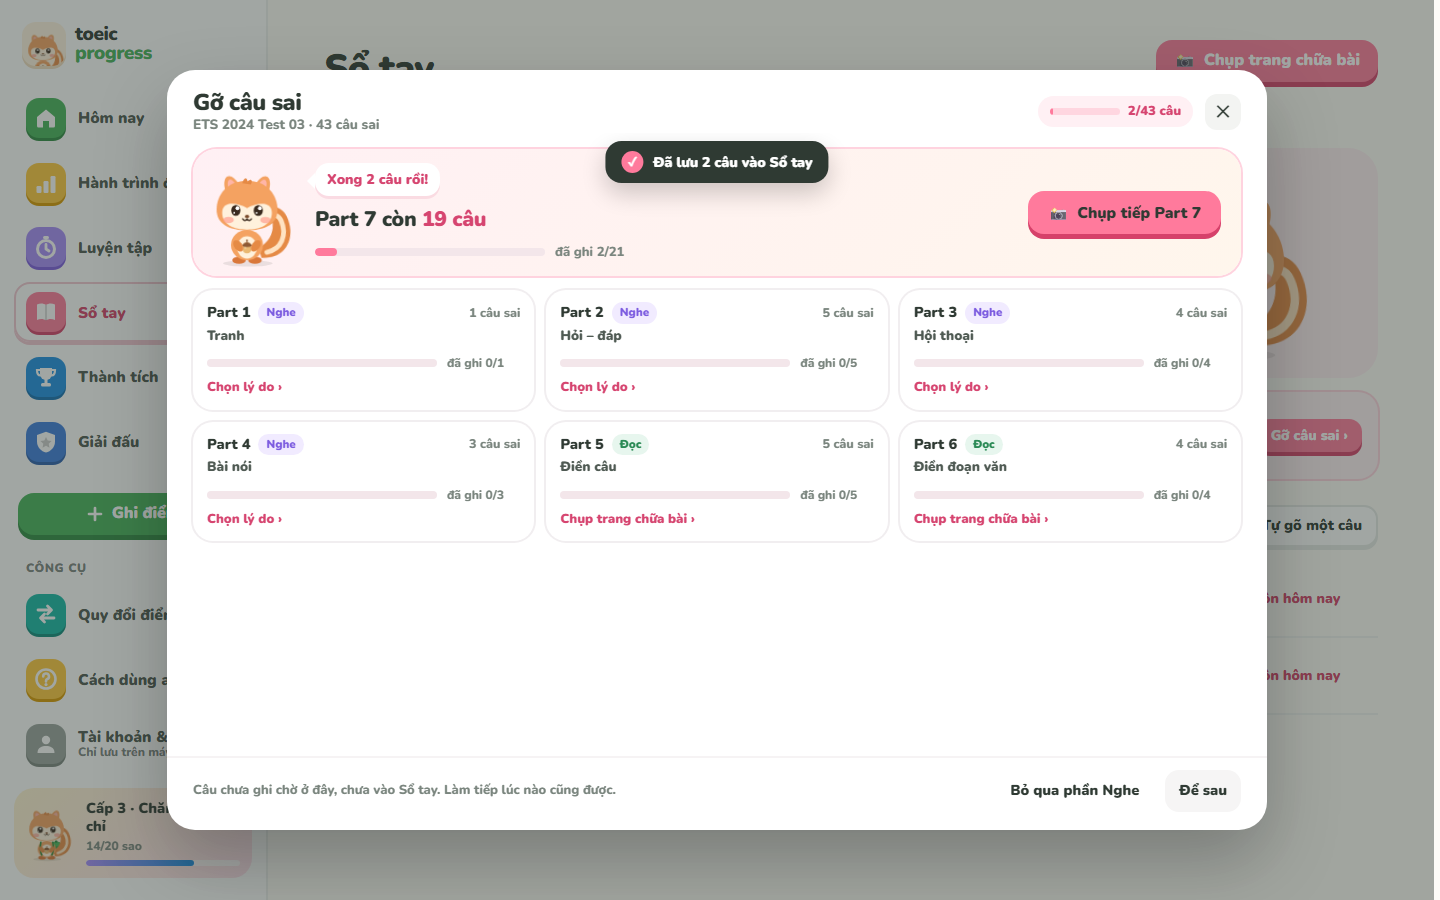 toeic
progress
Hôm nay
Hành trình
Luyện tập
Sổ tay
Thành tích
Giải đấu
Ghi
CÔNG CỤ
Quy đổi
Cách dùng
Tài khoản &
Chỉ lưu trên
Cấp 3 ·
chỉ
14/20 sao
Sổ tay
Chụp trang chữa bài
Gỡ câu sai
ETS 2024 Test 03 · 43 câu sai
2/43 câu
Đã lưu 2 câu vào Sổ tay
Xong 2 câu rồi!
Part 7 còn 19 câu
đã ghi 2/21
Chụp tiếp Part 7
Part 1 Nghe 1 câu sai
Tranh
đã ghi 0/1
Chọn lý do ›
Part 2 Nghe 5 câu sai
Hỏi – đáp
đã ghi 0/5
Chọn lý do ›
Part 3 Nghe 4 câu sai
Hội thoại
đã ghi 0/4
Chọn lý do ›
Part 4 Nghe 3 câu sai
Bài nói
đã ghi 0/3
Chọn lý do ›
Part 5 Đọc 5 câu sai
Điền câu
đã ghi 0/5
Chụp trang chữa bài ›
Part 6 Đọc 4 câu sai
Điền đoạn văn
đã ghi 0/4
Chụp trang chữa bài ›
Câu chưa ghi chờ ở đây, chưa vào Sổ tay. Làm tiếp lúc nào cũng được.
Bỏ qua phần Nghe
Để sau
Gỡ câu sai ›
Tự gõ một câu
hôm nay
hôm nay